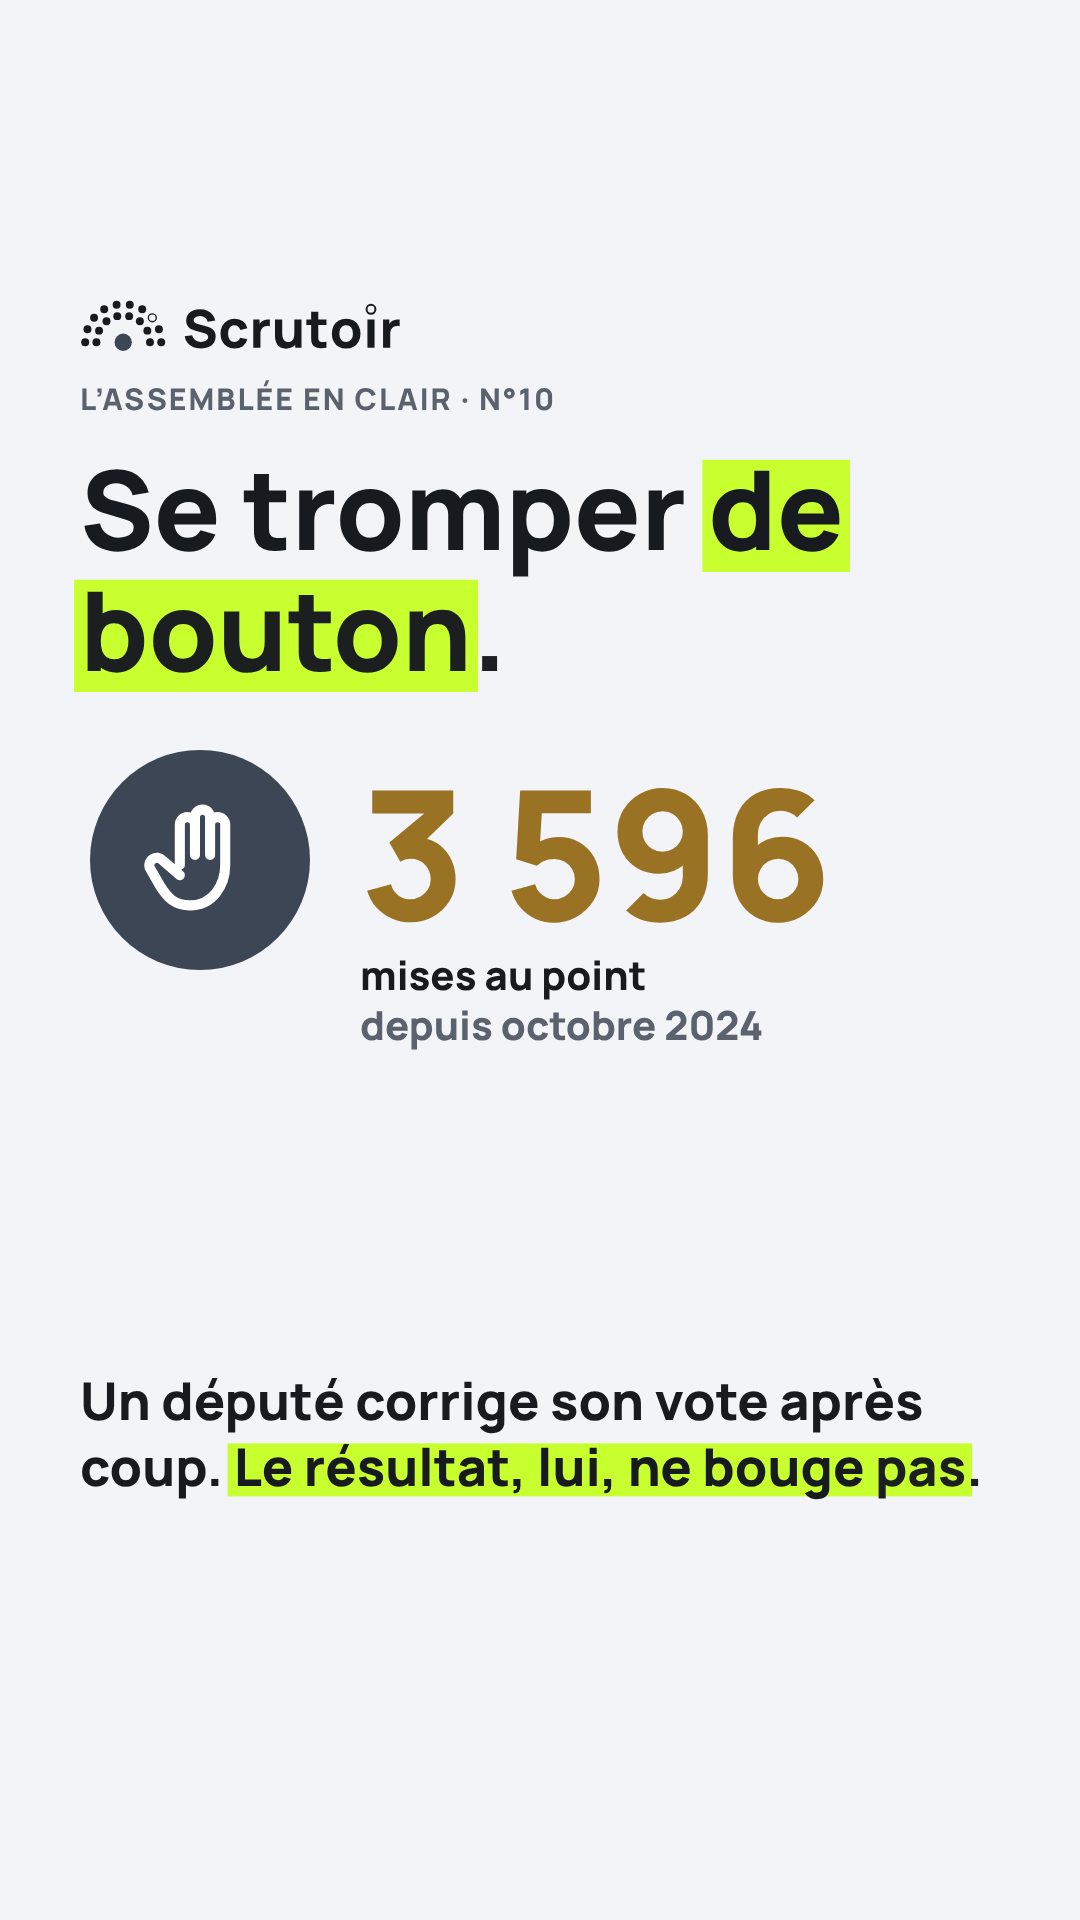 Scrutoir
L’ASSEMBLÉE EN CLAIR · N°10
Se tromper de
bouton.
3 596
mises au point
depuis octobre 2024
Un député corrige son vote après
coup. Le résultat, lui, ne bouge pas.